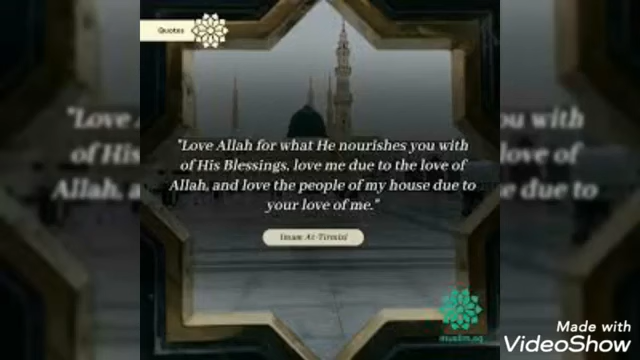 Quotes
"Love Allah for what He nourishes you with
of His Blessings, love me due to the love of
Allah, and love the people of my house due to
your love of me."
Imam At-Tirmizi
muslim.sg
Made with
VideoShow